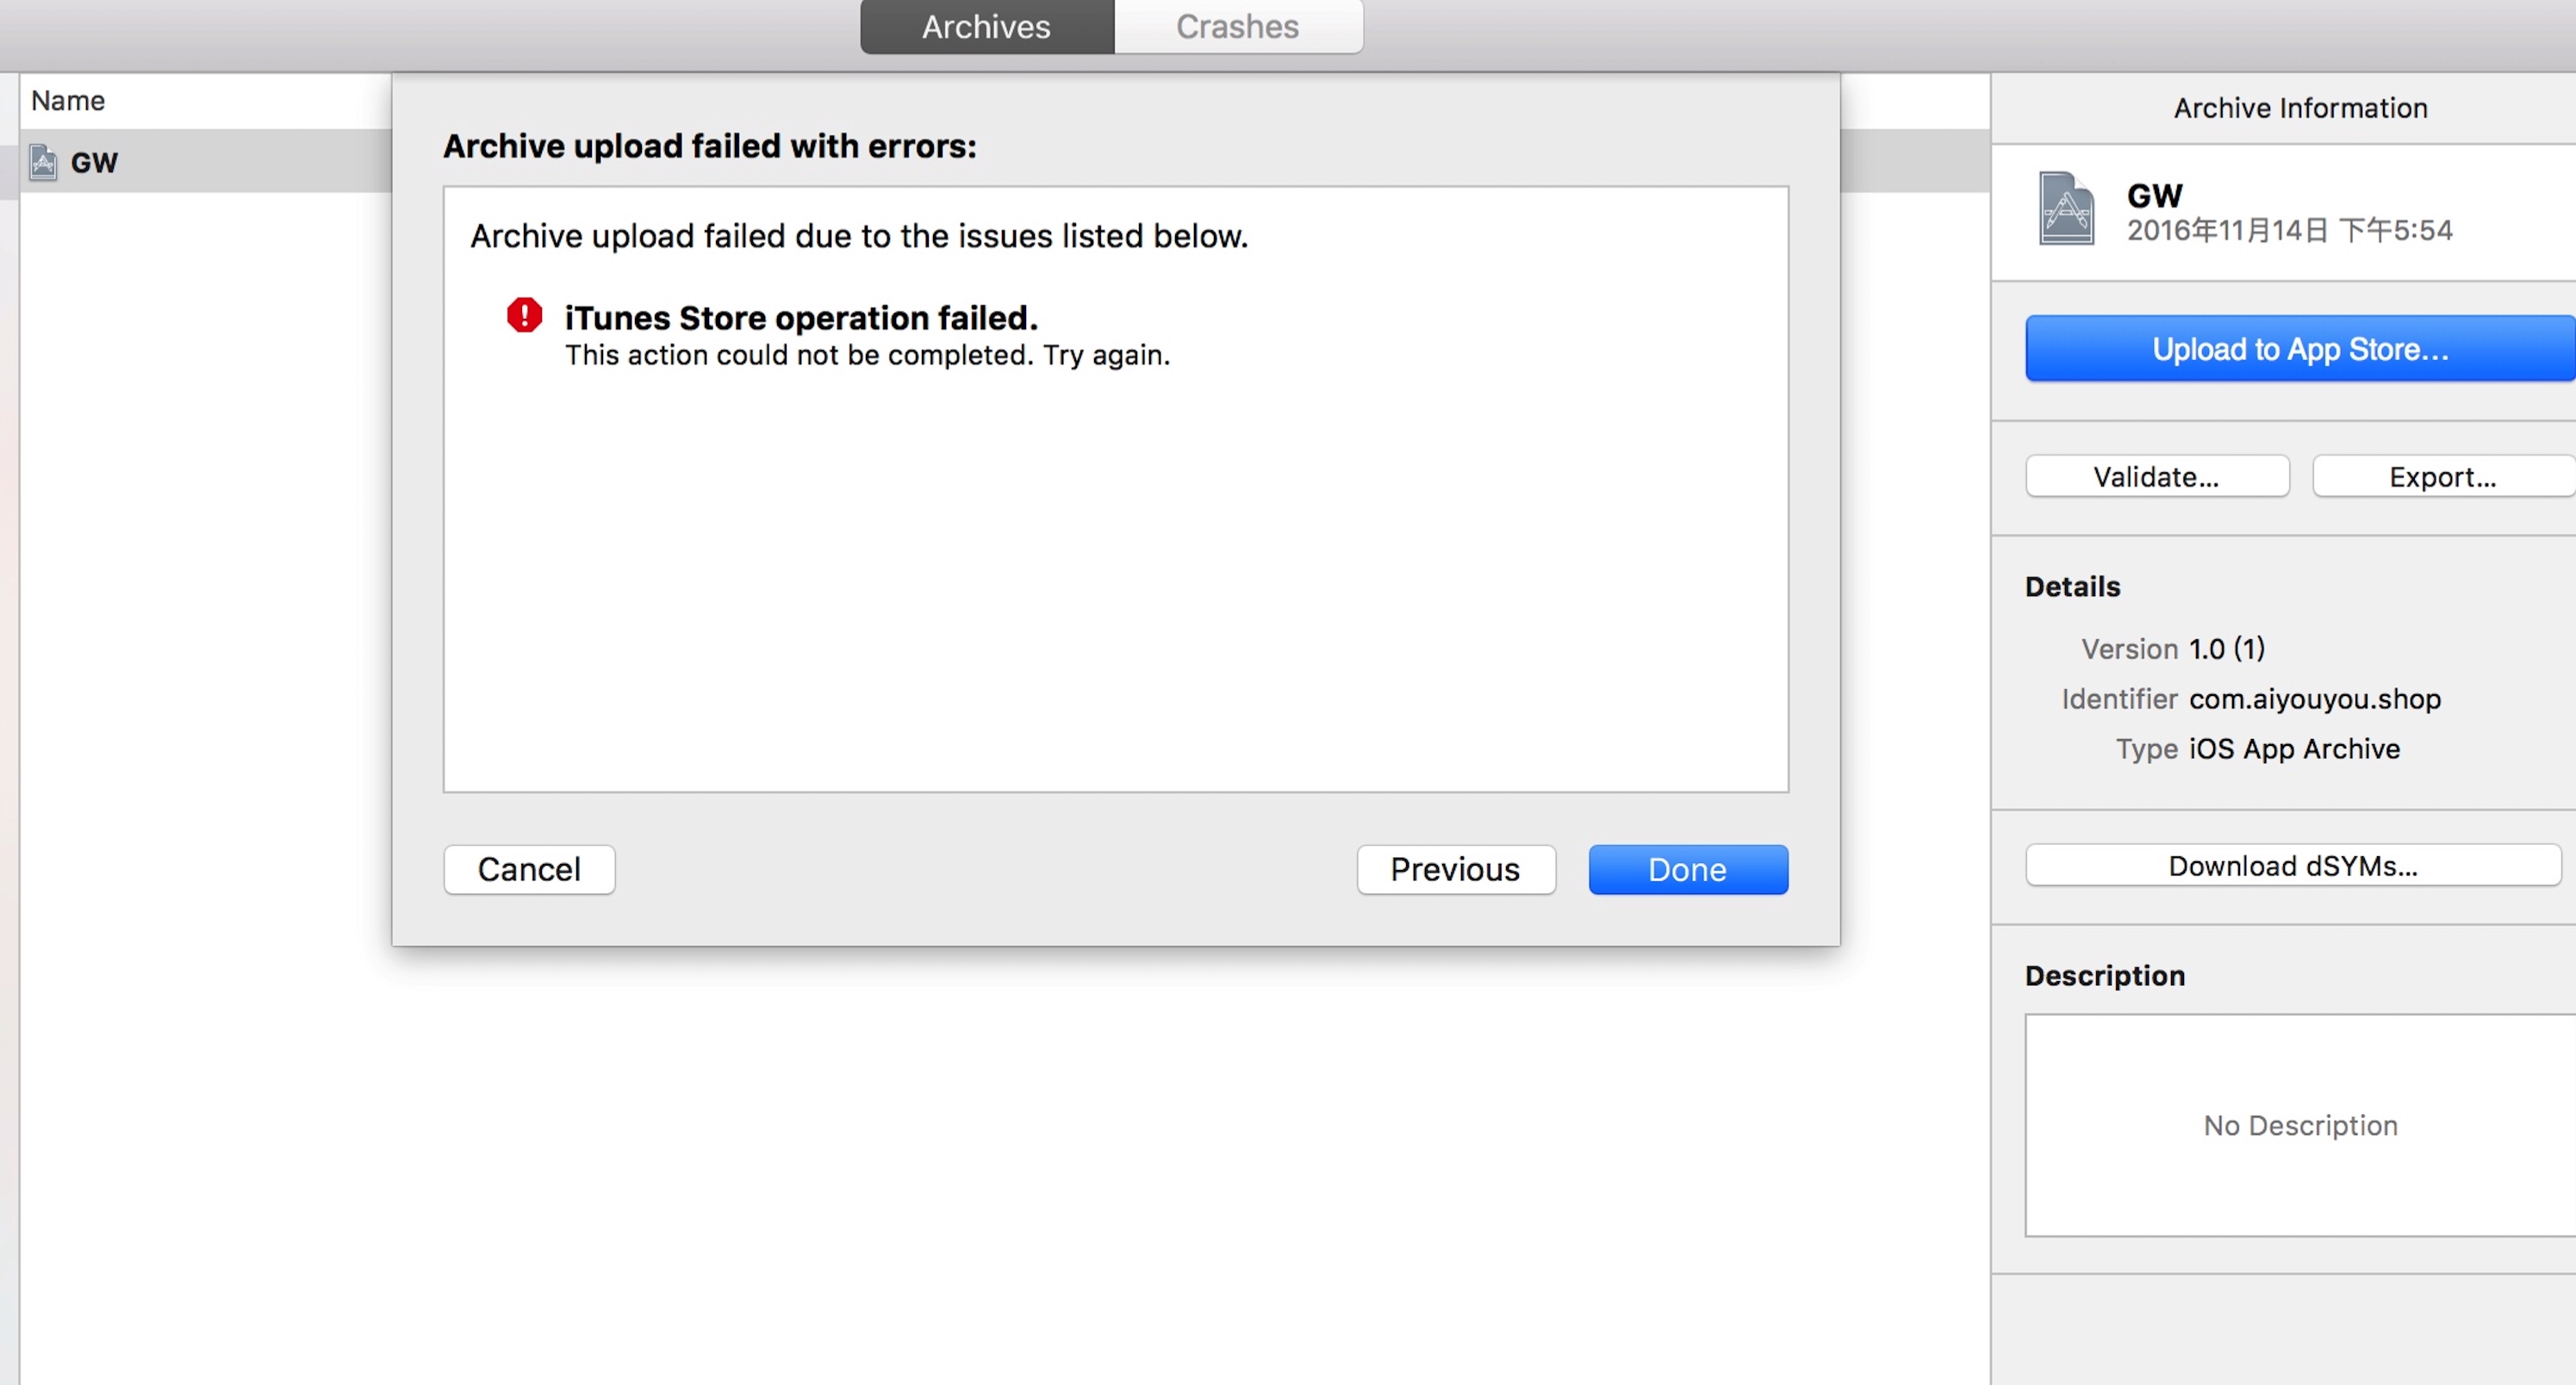 Archives
Crashes
Name
GW
Archive upload failed with errors:
Archive upload failed due to the issues listed below.
iTunes Store operation failed.
This action could not be completed. Try again.
Cancel
Previous
Done
Archive Information
GW
2016年11月14日 下午5:54
Upload to App Store...
Validate...
Export...
Details
Version 1.0 (1)
Identifier com.aiyouyou.shop
Type iOS App Archive
Download dSYMs...
Description
No Description